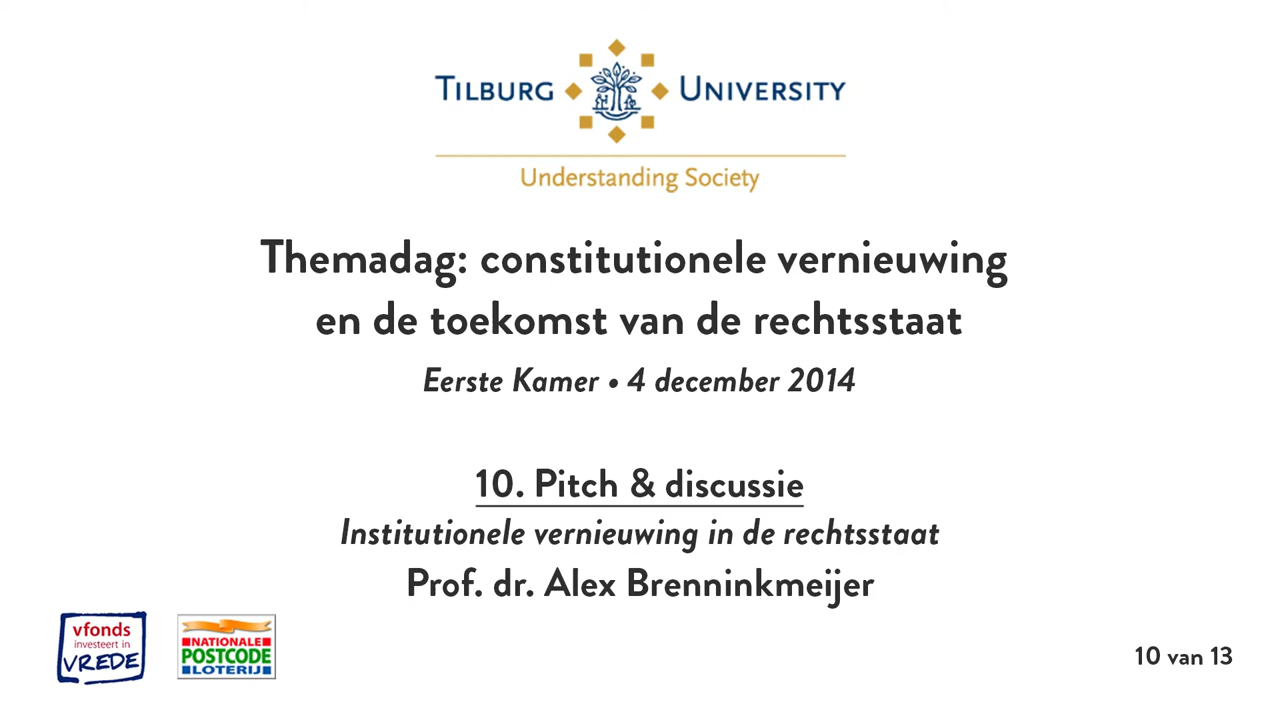 TILBURG UNIVERSITY
Understanding Society
Themadag: constitutionele vernieuwing
en de toekomst van de rechtsstaat
Eerste Kamer • 4 december 2014
10. Pitch & discussie
Institutionele vernieuwing in de rechtsstaat
Prof. dr. Alex Brenninkmeijer
vfonds
investeert in
VREDE
NATIONALE
POSTCODE
LOTERIJ
10 van 13